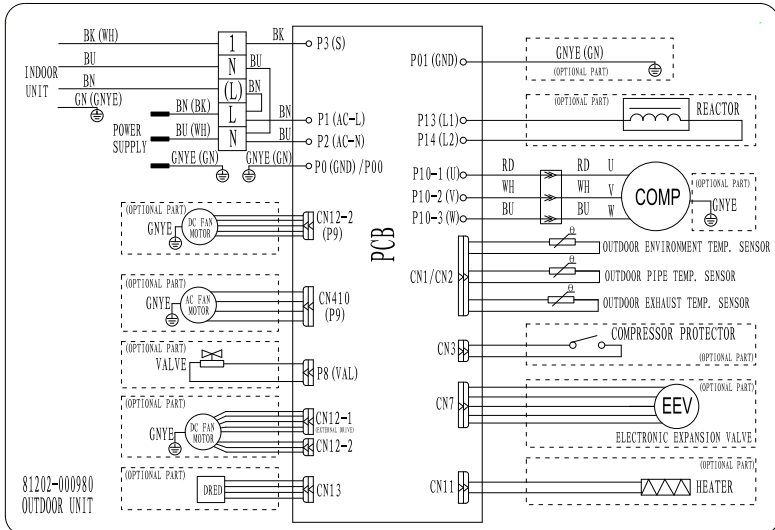 BK (WH)
BU
INDOOR
UNIT
BN
GN (GNYE)
BN (BK)
POWER
SUPPLY
BU (WH)
GNYE (GN)
1
N
(L)
L
N
BU
BN
GNYE (GN)
BK
BN
BU
P3 (S)
P1 (AC-L)
P2 (AC-N)
P0 (GND) /P00
(OPTIONAL PART)
GNYE
DC FAN
MOTOR
CN12-2
(P9)
(OPTIONAL PART)
GNYE
AC FAN
MOTOR
CN410
(P9)
(OPTIONAL PART)
VALVE
P8 (VAL)
(OPTIONAL PART)
GNYE
DC FAN
MOTOR
CN12-1
(EXTERNAL DRIVE)
CN12-2
(OPTIONAL PART)
DRED
CN13
81202-000980
OUTDOOR UNIT
PCB
P01 (GND)
GNYE (GN)
(OPTIONAL PART)
P13 (L1)
P14 (L2)
(OPTIONAL PART)
REACTOR
P10-1 (U)
P10-2 (V)
P10-3 (W)
RD
WH
BU
RD
WH
BU
U
V
W
COMP
(OPTIONAL PART)
GNYE
CN1/CN2
θ
OUTDOOR ENVIRONMENT TEMP. SENSOR
θ
OUTDOOR PIPE TEMP. SENSOR
θ
OUTDOOR EXHAUST TEMP. SENSOR
CN3
COMPRESSOR PROTECTOR
(OPTIONAL PART)
CN7
(OPTIONAL PART)
EEV
ELECTRONIC EXPANSION VALVE
CN11
(OPTIONAL PART)
HEATER